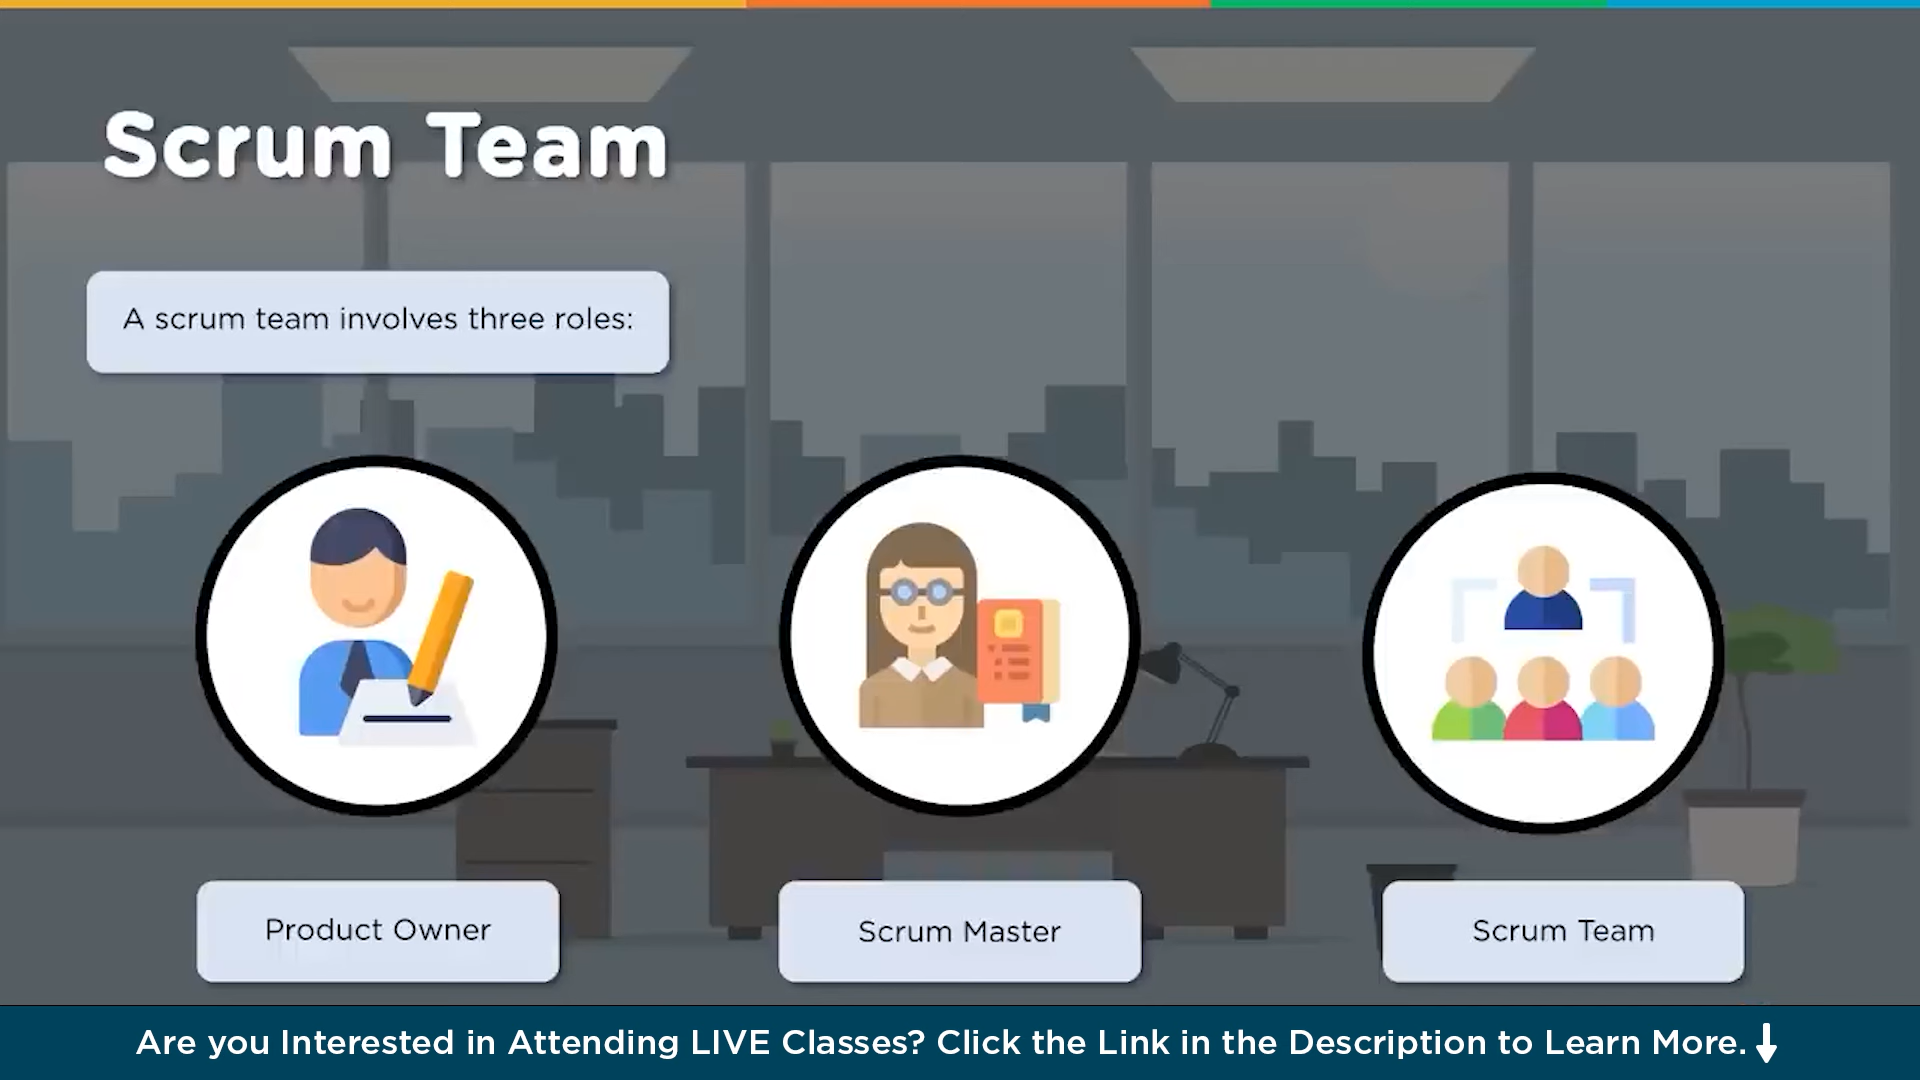 Scrum Team
A scrum team involves three roles:
Product Owner
Scrum Master
Scrum Team
Are you Interested in Attending LIVE Classes? Click the Link in the Description to Learn More.